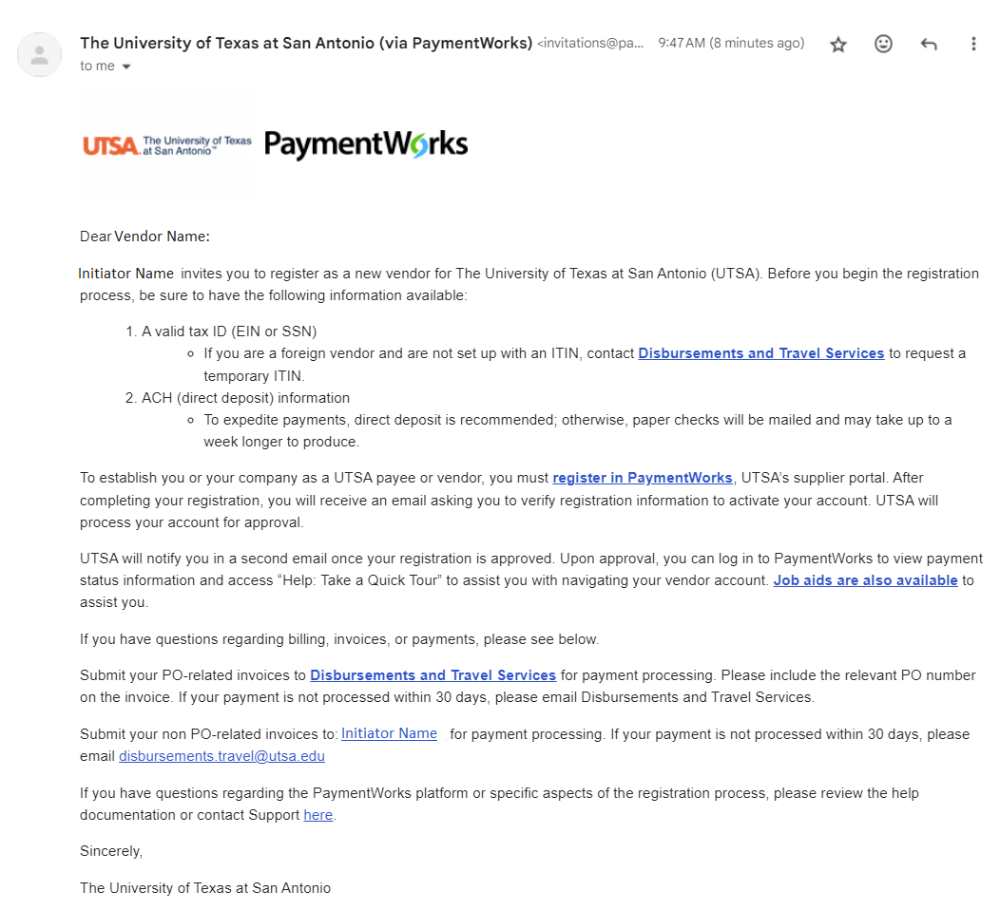 The University of Texas at San Antonio (via PaymentWorks) <invitations@pa... 9:47 AM (8 minutes ago)
to me
UTSA The University of Texas at San Antonio™ PaymentWorks
Dear Vendor Name:
Initiator Name invites you to register as a new vendor for The University of Texas at San Antonio (UTSA). Before you begin the registration
process, be sure to have the following information available:
1. A valid tax ID (EIN or SSN)
○ If you are a foreign vendor and are not set up with an ITIN, contact Disbursements and Travel Services to request a
temporary ITIN.
2. ACH (direct deposit) information
○ To expedite payments, direct deposit is recommended; otherwise, paper checks will be mailed and may take up to a
week longer to produce.
To establish you or your company as a UTSA payee or vendor, you must register in PaymentWorks, UTSA's supplier portal. After
completing your registration, you will receive an email asking you to verify registration information to activate your account. UTSA will
process your account for approval.
UTSA will notify you in a second email once your registration is approved. Upon approval, you can log in to PaymentWorks to view payment
status information and access “Help: Take a Quick Tour” to assist you with navigating your vendor account. Job aids are also available to
assist you.
If you have questions regarding billing, invoices, or payments, please see below.
Submit your PO-related invoices to Disbursements and Travel Services for payment processing. Please include the relevant PO number
on the invoice. If your payment is not processed within 30 days, please email Disbursements and Travel Services.
Submit your non PO-related invoices to: Initiator Name for payment processing. If your payment is not processed within 30 days, please
email disbursements.travel@utsa.edu
If you have questions regarding the PaymentWorks platform or specific aspects of the registration process, please review the help
documentation or contact Support here.
Sincerely,
The University of Texas at San Antonio